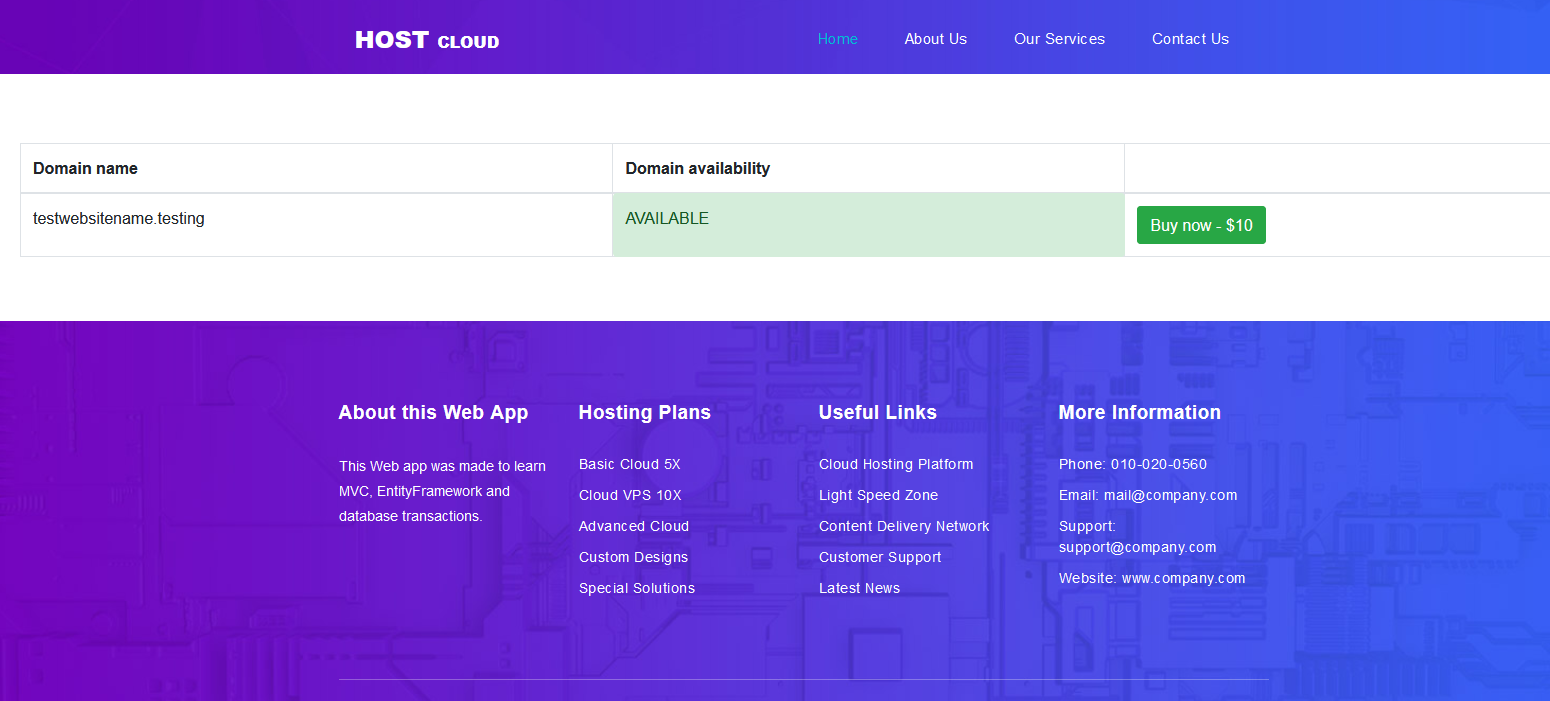 HOST CLOUD
Home About Us Our Services Contact Us
Domain name Domain availability
testwebsitename.testing AVAILABLE Buy now - $10
About this Web App
This Web app was made to learn
MVC, EntityFramework and
database transactions.
Hosting Plans
Basic Cloud 5X
Cloud VPS 10X
Advanced Cloud
Custom Designs
Special Solutions
Useful Links
Cloud Hosting Platform
Light Speed Zone
Content Delivery Network
Customer Support
Latest News
More Information
Phone: 010-020-0560
Email: mail@company.com
Support:
support@company.com
Website: www.company.com